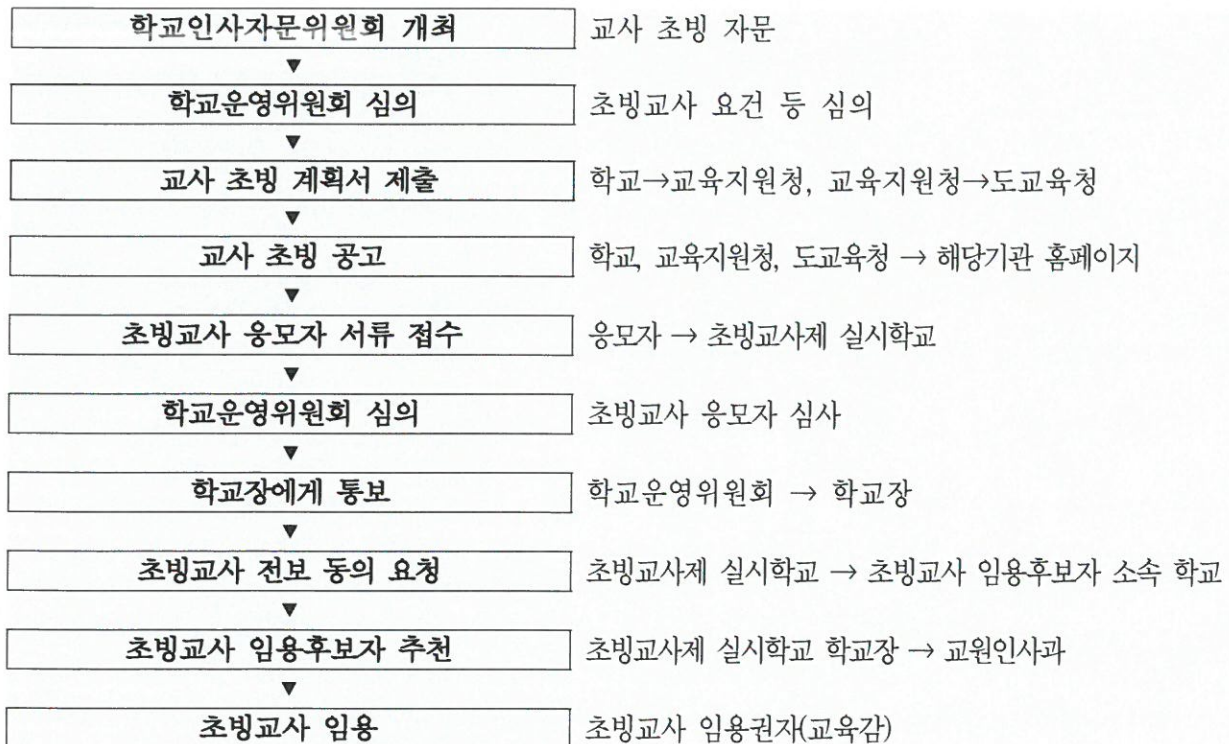 학교인사자문위원회 개최 교사 초빙 자문
▼
학교운영위원회 심의 초빙교사 요건 등 심의
▼
교사 초빙 계획서 제출 학교→교육지원청, 교육지원청→도교육청
▼
교사 초빙 공고 학교, 교육지원청, 도교육청 → 해당기관 홈페이지
▼
초빙교사 응모자 서류 접수 응모자 → 초빙교사제 실시학교
▼
학교운영위원회 심의 초빙교사 응모자 심사
▼
학교장에게 통보 학교운영위원회 → 학교장
▼
초빙교사 전보 동의 요청 초빙교사제 실시학교 → 초빙교사 임용후보자 소속 학교
▼
초빙교사 임용후보자 추천 초빙교사제 실시학교 학교장 → 교원인사과
▼
초빙교사 임용 초빙교사 임용권자(교육감)